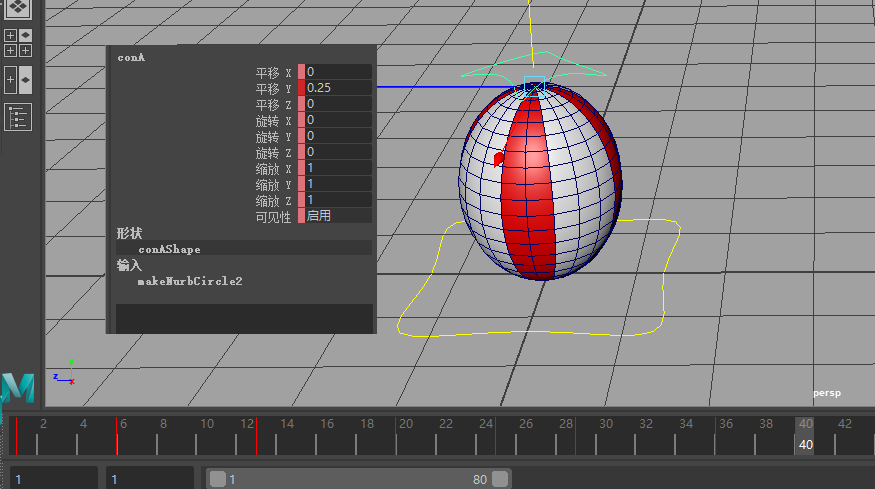 conA
平移 X 0
平移 Y 0.25
平移 Z 0
旋转 X 0
旋转 Y 0
旋转 Z 0
缩放 X 1
缩放 Y 1
缩放 Z 1
可见性 启用
形状
conAShape
输入
makeNurbCircle2
z
y
x
persp
2 4 6 8 10 12 14 16 18 20 22 24 26 28 30 32 34 36 38 40 42
40
1 1 1 80